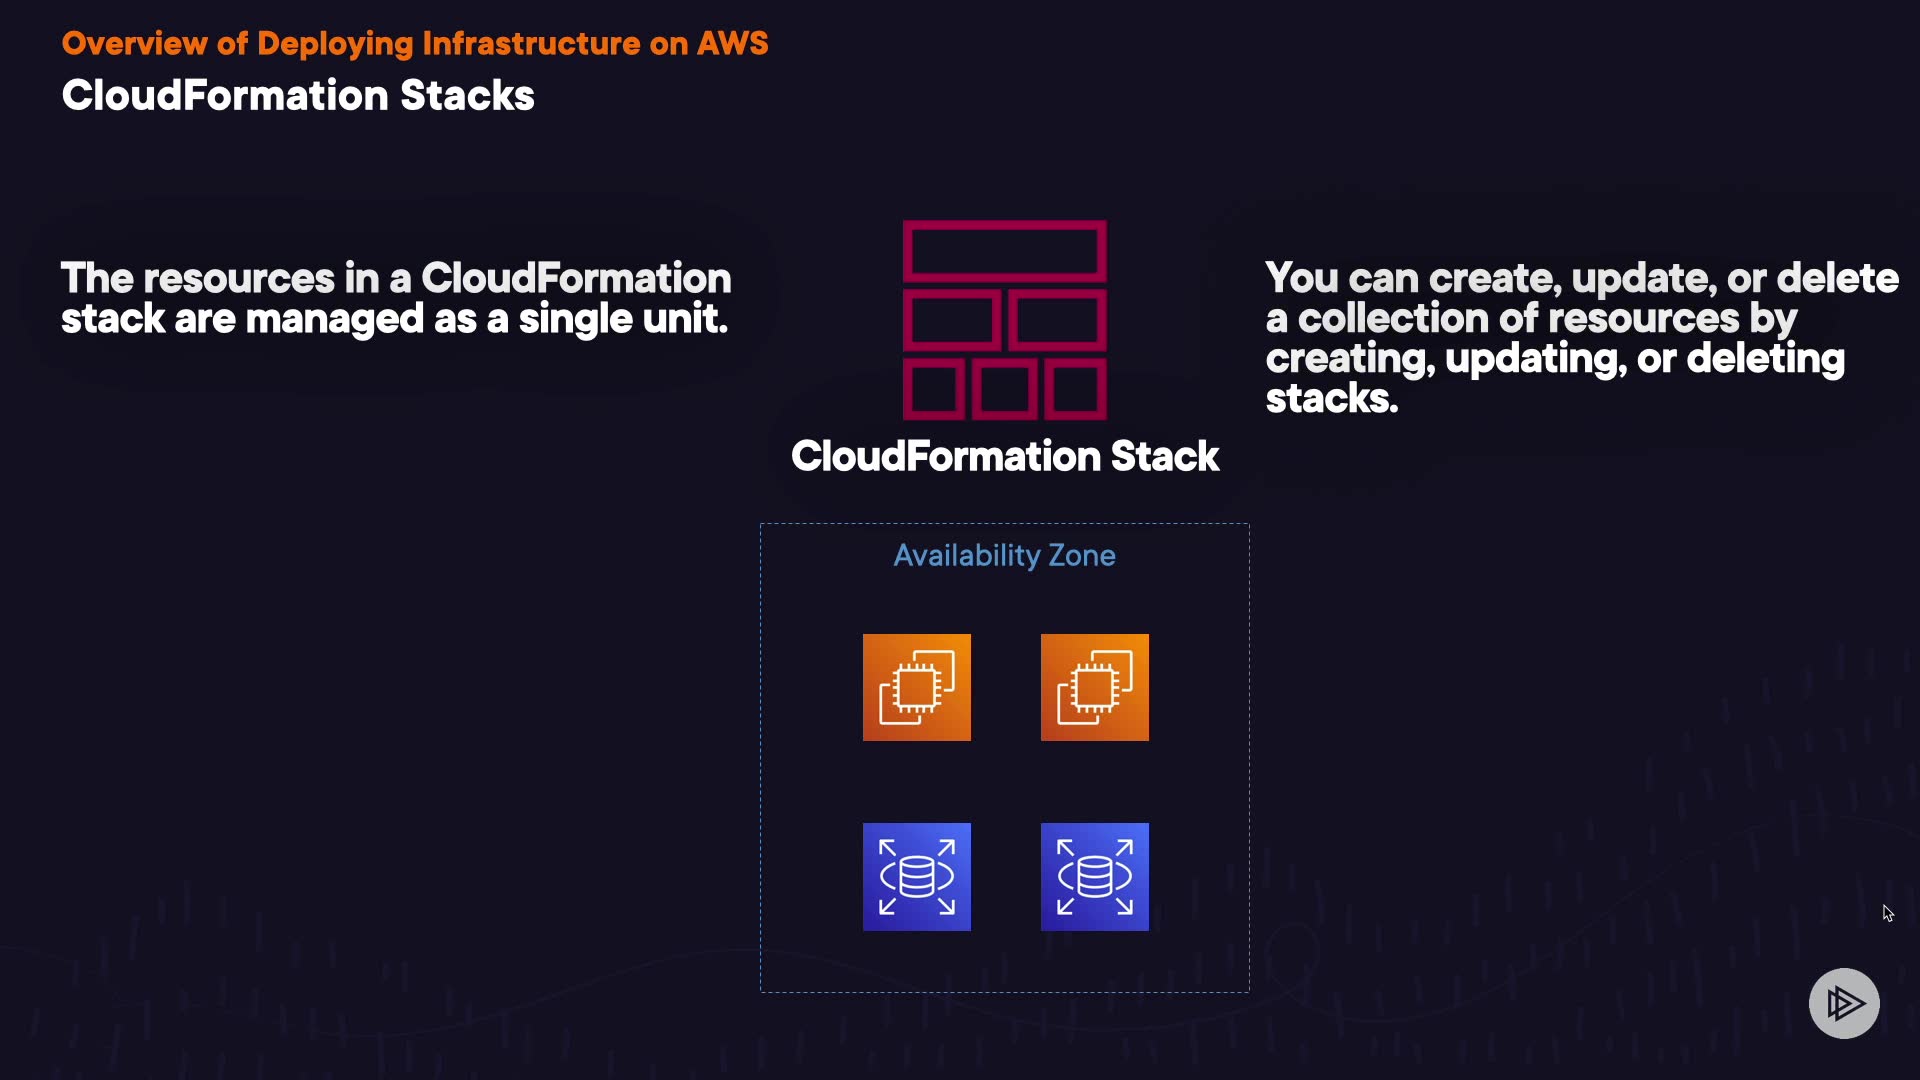 Overview of Deploying Infrastructure on AWS
CloudFormation Stacks
The resources in a CloudFormation
stack are managed as a single unit.
You can create, update, or delete
a collection of resources by
creating, updating, or deleting
stacks.
CloudFormation Stack
Availability Zone